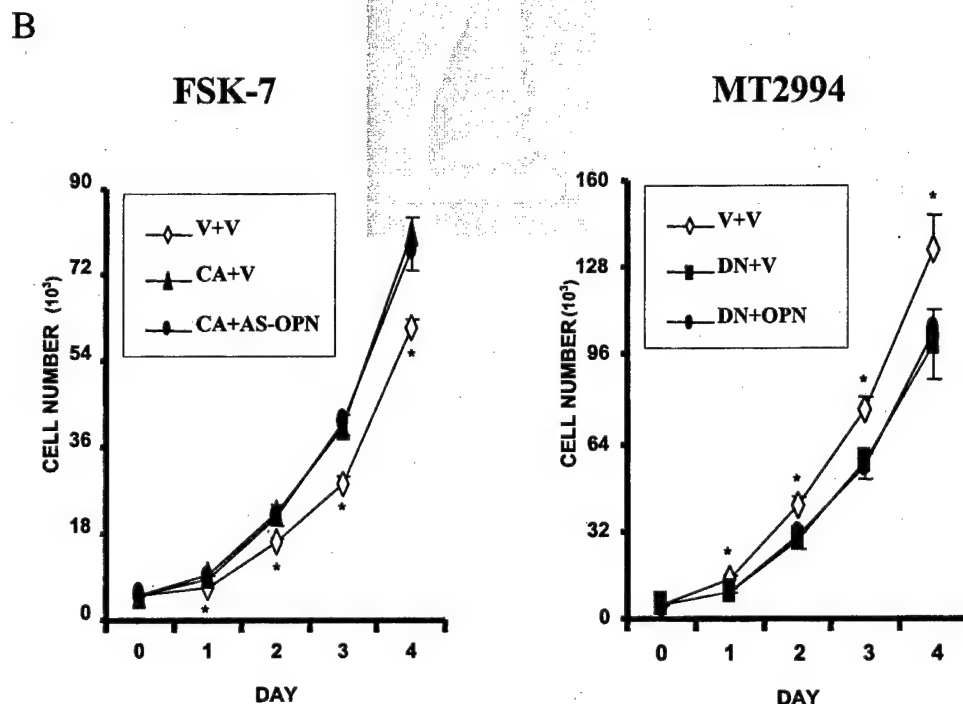 B
FSK-7
90
72
54
36
18
0
CELL NUMBER (10³)
V+V
CA+V
CA+AS-OPN
*
*
*
*
0 1 2 3 4
DAY
MT2994
160
128
96
64
32
0
CELL NUMBER (10³)
V+V
DN+V
DN+OPN
*
*
*
*
0 1 2 3 4
DAY